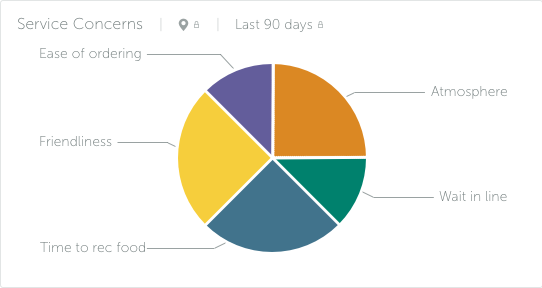 Service Concerns | | Last 90 days
Ease of ordering
Atmosphere
Friendliness
Wait in line
Time to rec food